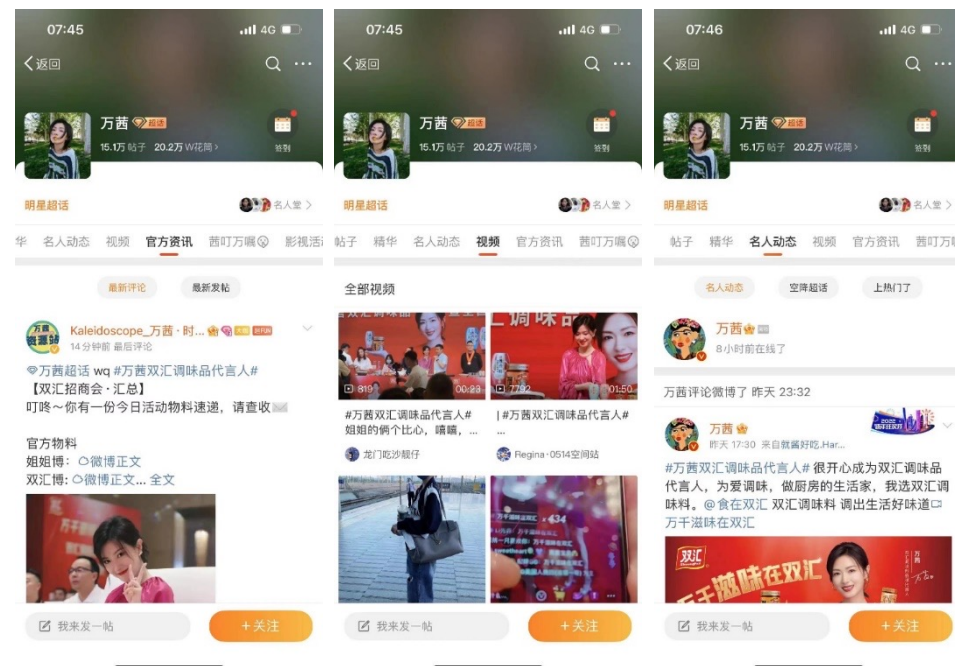 07:45
4G
返回
万茜 超话
15.1万 帖子 20.2万 W花筒
签到
明星超话
名人堂
华 名人动态 视频 官方资讯 茜叮万嘱 影视活
最新评论 最新发帖
Kaleidoscope_万茜·时...
14分钟前 最后评论
万茜超话 wq #万茜双汇调味品代言人#
【双汇招商会·汇总】
叮咚～你有一份今日活动物料速递，请查收
官方物料
姐姐博: 微博正文
双汇博: 微博正文... 全文
我来发一帖
+关注
07:45
4G
返回
万茜 超话
15.1万 帖子 20.2万 W花筒
签到
明星超话
名人堂
帖子 精华 名人动态 视频 官方资讯 茜叮万嘱
全部视频
调味品
819 00:23
7792 01:50
#万茜双汇调味品代言人#
姐姐的俩个比心，嘻嘻，...
|#万茜双汇调味品代言人#
...
龙门吃沙靓仔
Regina·0514空间站
×434
我来发一帖
+关注
07:46
4G
返回
万茜 超话
15.1万 帖子 20.2万 W花筒
签到
明星超话
名人堂
帖子 精华 名人动态 视频 官方资讯 茜叮万
名人动态 空降超话 上热门了
万茜
8小时前在线了
万茜评论微博了 昨天 23:32
万茜
昨天 17:30 来自就酱好吃.Har...
2022
#万茜双汇调味品代言人# 很开心成为双汇调味品
代言人，为爱调味，做厨房的生活家，我选双汇调
味料。@食在双汇 双汇调味料 调出生活好味道
万千滋味在双汇
双汇
万千滋味在双汇
万茜
我来发一帖
+关注